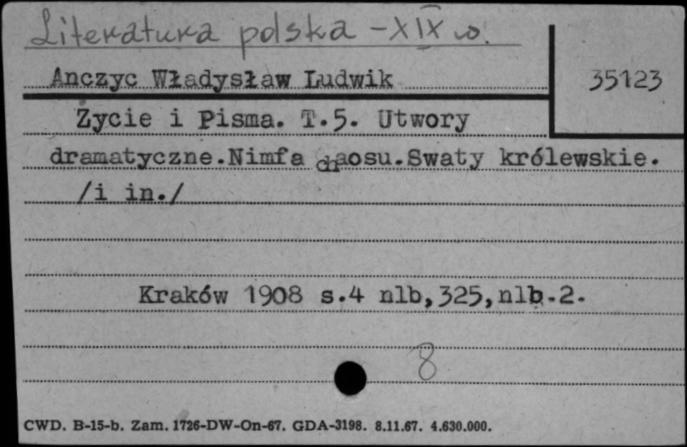 Literatura polska - XIX w.
Anczyc Władysław Ludwik
35123
Życie i Pisma. T.5. Utwory
dramatyczne.Nimfa chaosu.Swaty królewskie.
/i in./
Kraków 1908 s.4 nlb,325,nlb.2.
8
CWD. B-15-b. Zam. 1726-DW-On-67. GDA-3198. 8.11.67. 4.630.000.